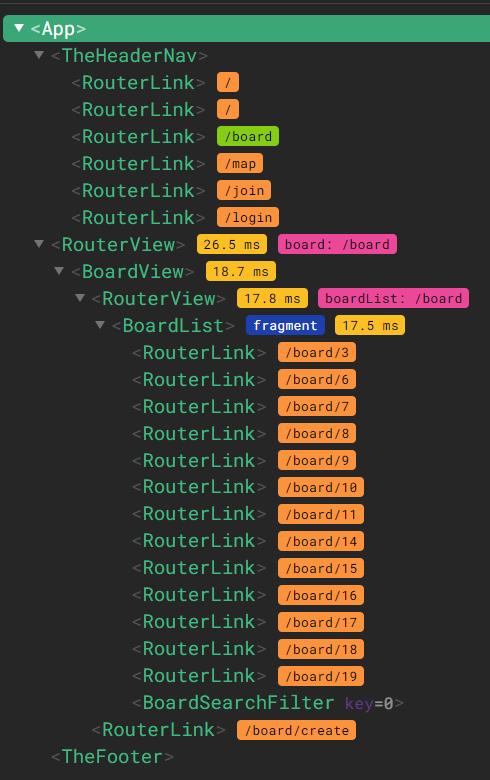 <App>
<TheHeaderNav>
<RouterLink> /
<RouterLink> /
<RouterLink> /board
<RouterLink> /map
<RouterLink> /join
<RouterLink> /login
<RouterView> 26.5 ms board: /board
<BoardView> 18.7 ms
<RouterView> 17.8 ms boardList: /board
<BoardList> fragment 17.5 ms
<RouterLink> /board/3
<RouterLink> /board/6
<RouterLink> /board/7
<RouterLink> /board/8
<RouterLink> /board/9
<RouterLink> /board/10
<RouterLink> /board/11
<RouterLink> /board/14
<RouterLink> /board/15
<RouterLink> /board/16
<RouterLink> /board/17
<RouterLink> /board/18
<RouterLink> /board/19
<BoardSearchFilter key=0>
<RouterLink> /board/create
<TheFooter>